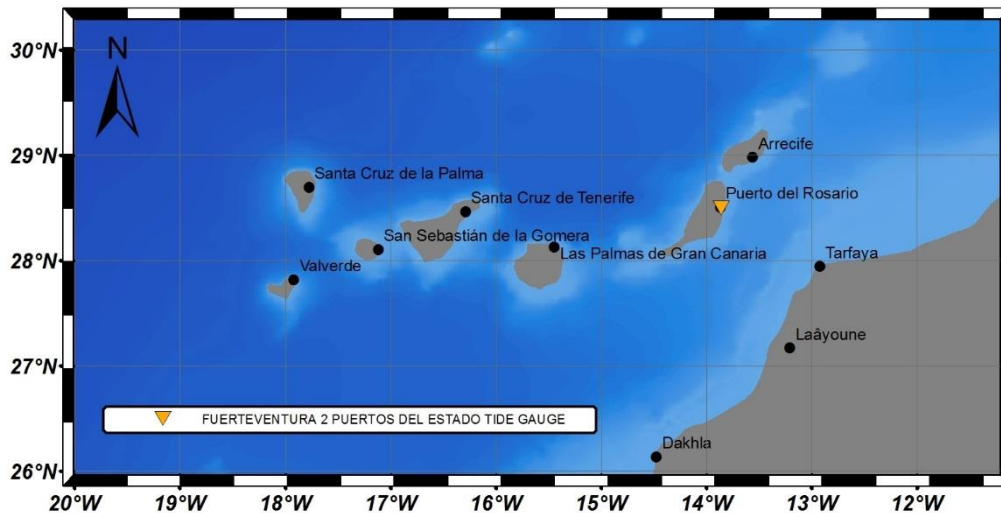 N
30°N
29°N
28°N
27°N
26°N
Arrecife
Santa Cruz de la Palma
Puerto del Rosario
Santa Cruz de Tenerife
San Sebastián de la Gomera
Las Palmas de Gran Canaria
Valverde
Tarfaya
Laâyoune
FUERTEVENTURA 2 PUERTOS DEL ESTADO TIDE GAUGE
Dakhla
20°W 19°W 18°W 17°W 16°W 15°W 14°W 13°W 12°W